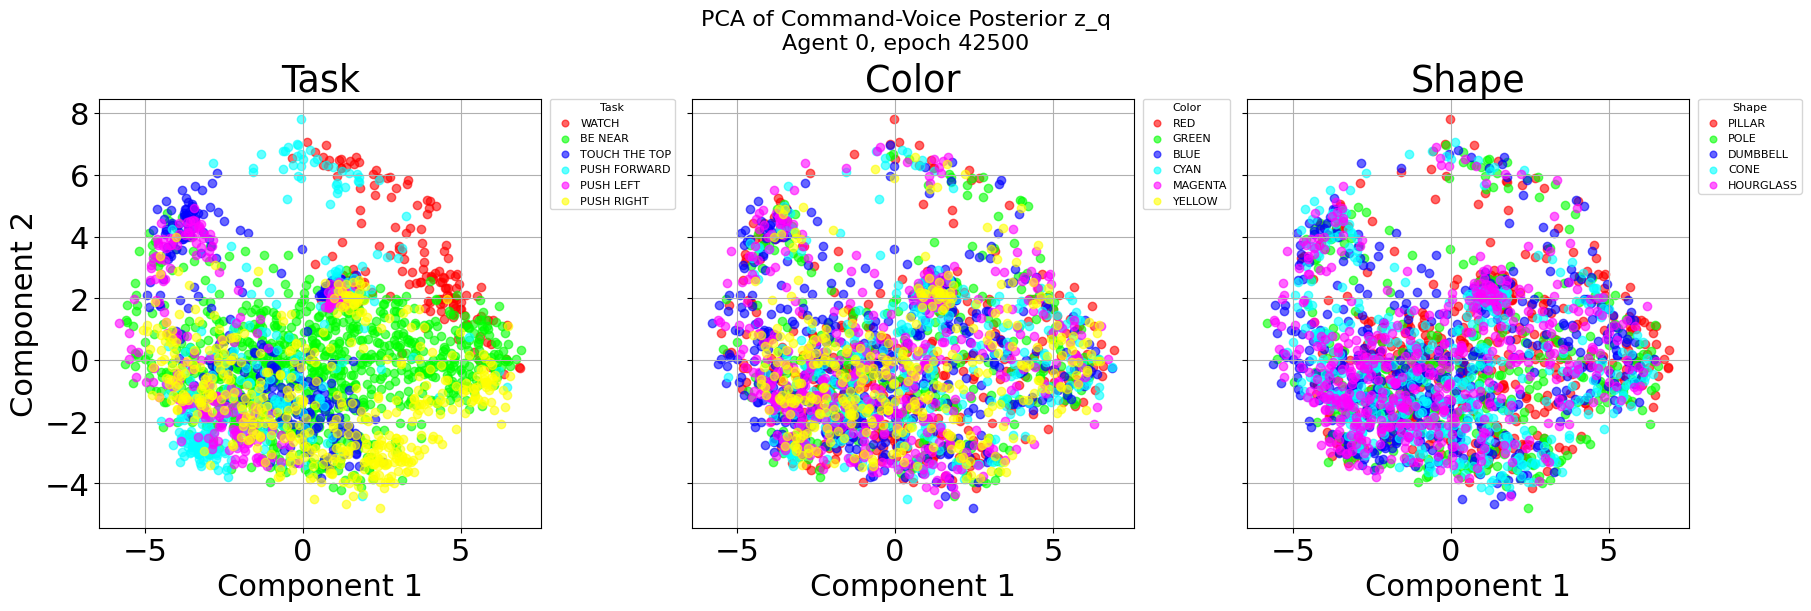 PCA of Command-Voice Posterior z_q
Agent 0, epoch 42500
Task
Component 2
8
6
4
2
0
−2
−4
−5
0
5
Component 1
Task
WATCH
BE NEAR
TOUCH THE TOP
PUSH FORWARD
PUSH LEFT
PUSH RIGHT
Color
−5
0
5
Component 1
Color
RED
GREEN
BLUE
CYAN
MAGENTA
YELLOW
Shape
−5
0
5
Component 1
Shape
PILLAR
POLE
DUMBBELL
CONE
HOURGLASS